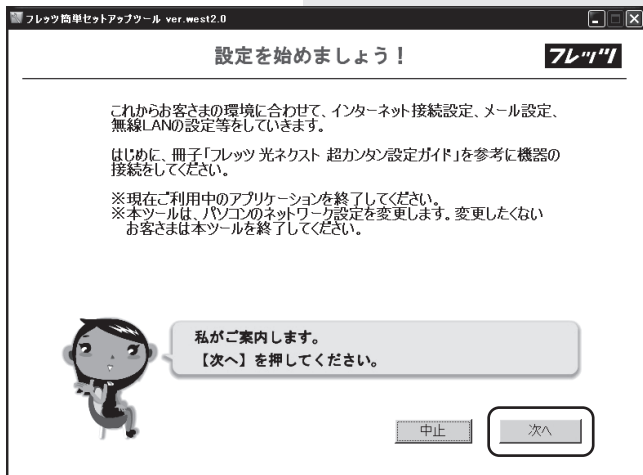 フレッツ簡単セットアップツール ver.west2.0
設定を始めましょう！
フレッツ
これからお客さまの環境に合わせて、インターネット接続設定、メール設定、
無線LANの設定等をしていきます。
はじめに、冊子「フレッツ 光ネクスト 超カンタン設定ガイド」を参考に機器の
接続をしてください。
※現在ご利用中のアプリケーションを終了してください。
※本ツールは、パソコンのネットワーク設定を変更します。変更したくない
お客さまは本ツールを終了してください。
私がご案内します。
【次へ】を押してください。
中止
次へ